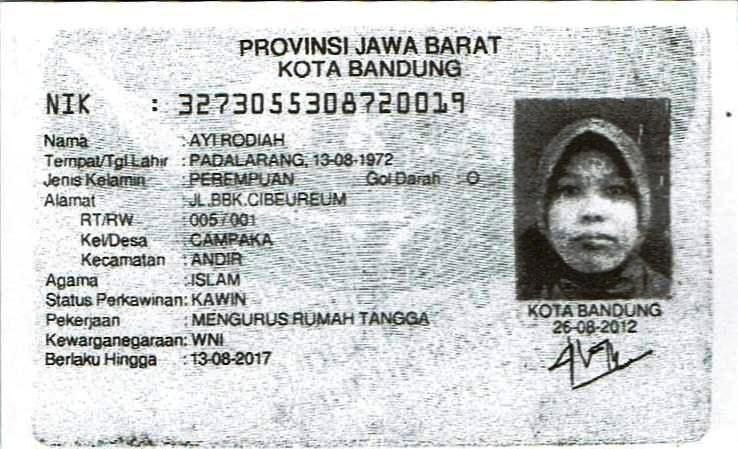 PROVINSI JAWA BARAT
KOTA BANDUNG
NIK : 3273055308720019
Nama : AYI RODIAH
Tempat/Tgl Lahir : PADALARANG, 13-08-1972
Jenis Kelamin : PEREMPUAN Gol Darah : O
Alamat : JL.BBK.CIBEUREUM
RT/RW : 005 / 001
Kel/Desa : CAMPAKA
Kecamatan : ANDIR
Agama : ISLAM
Status Perkawinan: KAWIN
Pekerjaan : MENGURUS RUMAH TANGGA
Kewarganegaraan: WNI
Berlaku Hingga : 13-08-2017
KOTA BANDUNG
26-08-2012